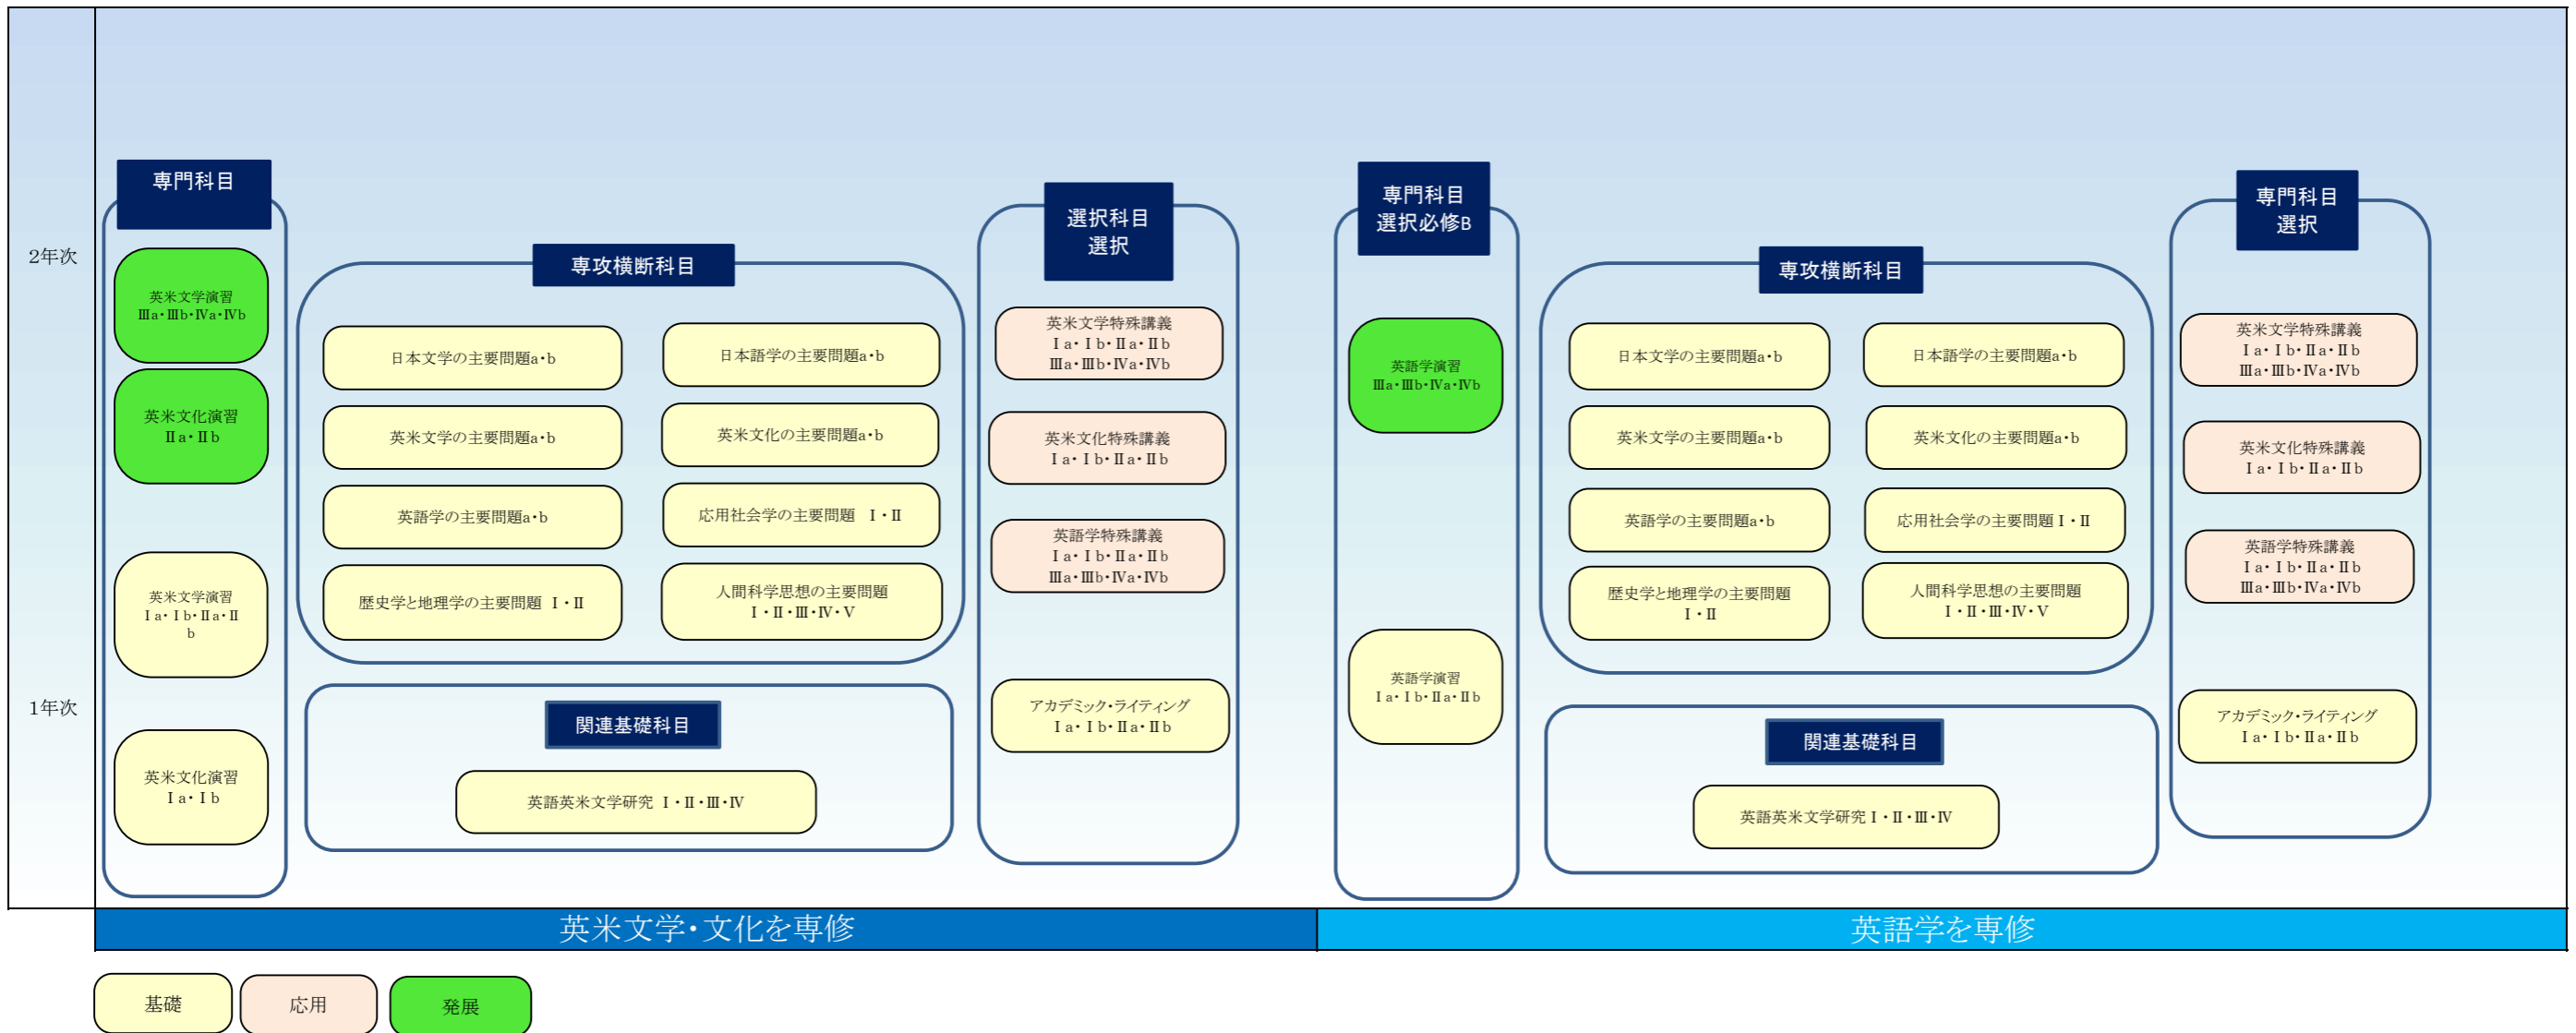 2年次
1年次
専門科目
英米文学演習
Ⅲa・Ⅲb・Ⅳa・Ⅳb
英米文化演習
Ⅱa・Ⅱb
英米文学演習
Ⅰa・Ⅰb・Ⅱa・Ⅱ
b
英米文化演習
Ⅰa・Ⅰb
専攻横断科目
日本文学の主要問題a・b
日本語学の主要問題a・b
英米文学の主要問題a・b
英米文化の主要問題a・b
英語学の主要問題a・b
応用社会学の主要問題 Ⅰ・Ⅱ
歴史学と地理学の主要問題 Ⅰ・Ⅱ
人間科学思想の主要問題
Ⅰ・Ⅱ・Ⅲ・Ⅳ・Ⅴ
関連基礎科目
英語英米文学研究 Ⅰ・Ⅱ・Ⅲ・Ⅳ
選択科目
選択
英米文学特殊講義
Ⅰa・Ⅰb・Ⅱa・Ⅱb
Ⅲa・Ⅲb・Ⅳa・Ⅳb
英米文化特殊講義
Ⅰa・Ⅰb・Ⅱa・Ⅱb
英語学特殊講義
Ⅰa・Ⅰb・Ⅱa・Ⅱb
Ⅲa・Ⅲb・Ⅳa・Ⅳb
アカデミック・ライティング
Ⅰa・Ⅰb・Ⅱa・Ⅱb
専門科目
選択必修B
英語学演習
Ⅲa・Ⅲb・Ⅳa・Ⅳb
英語学演習
Ⅰa・Ⅰb・Ⅱa・Ⅱb
専攻横断科目
日本文学の主要問題a・b
日本語学の主要問題a・b
英米文学の主要問題a・b
英米文化の主要問題a・b
英語学の主要問題a・b
応用社会学の主要問題Ⅰ・Ⅱ
歴史学と地理学の主要問題
Ⅰ・Ⅱ
人間科学思想の主要問題
Ⅰ・Ⅱ・Ⅲ・Ⅳ・Ⅴ
関連基礎科目
英語英米文学研究Ⅰ・Ⅱ・Ⅲ・Ⅳ
専門科目
選択
英米文学特殊講義
Ⅰa・Ⅰb・Ⅱa・Ⅱb
Ⅲa・Ⅲb・Ⅳa・Ⅳb
英米文化特殊講義
Ⅰa・Ⅰb・Ⅱa・Ⅱb
英語学特殊講義
Ⅰa・Ⅰb・Ⅱa・Ⅱb
Ⅲa・Ⅲb・Ⅳa・Ⅳb
アカデミック・ライティング
Ⅰa・Ⅰb・Ⅱa・Ⅱb
英米文学・文化を専修
英語学を専修
基礎
応用
発展